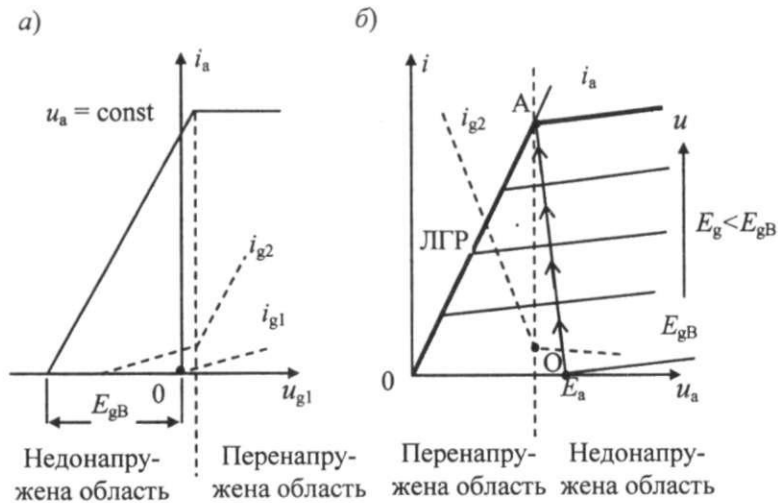 а)
i_a
u_a = const
i_g2
i_g1
0
u_g1
E_gB
Недонапру-
жена область
Перенапру-
жена область
б)
i
A
i_a
i_g2
u
ЛГР
E_g<E_gB
E_gB
0
O
E_a
u_a
Перенапру-
жена область
Недонапру-
жена область